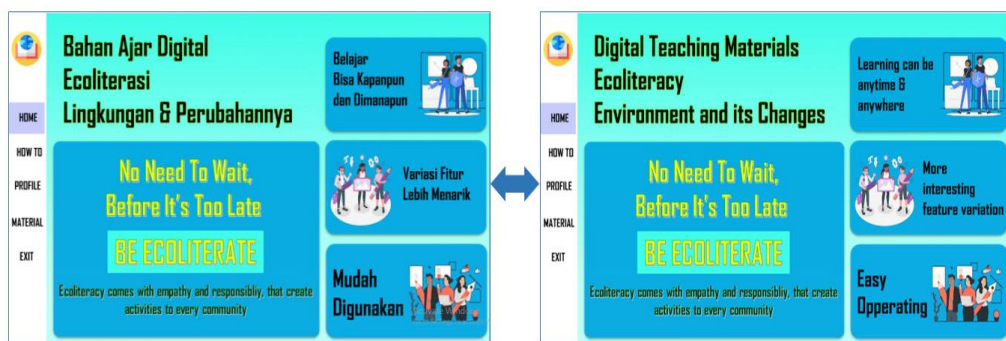 Bahan Ajar Digital
Ecoliterasi
Lingkungan & Perubahannya
HOME
HOW TO
PROFILE
MATERIAL
EXIT
No Need To Wait,
Before It's Too Late
BE ECOLITERATE
Ecoliteracy comes with empathy and responsibliy, that create
activities to every community
Belajar
Bisa Kapanpun
dan Dimanapun
Variasi Fitur
Lebih Menarik
Mudah
Digunakan
Digital Teaching Materials
Ecoliteracy
Environment and its Changes
HOME
HOW TO
PROFILE
MATERIAL
EXIT
No Need To Wait,
Before It's Too Late
BE ECOLITERATE
Ecoliteracy comes with empathy and responsibliy, that create
activities to every community
Learning can be
anytime &
anywhere
More
interesting
feature variation
Easy
Opperating